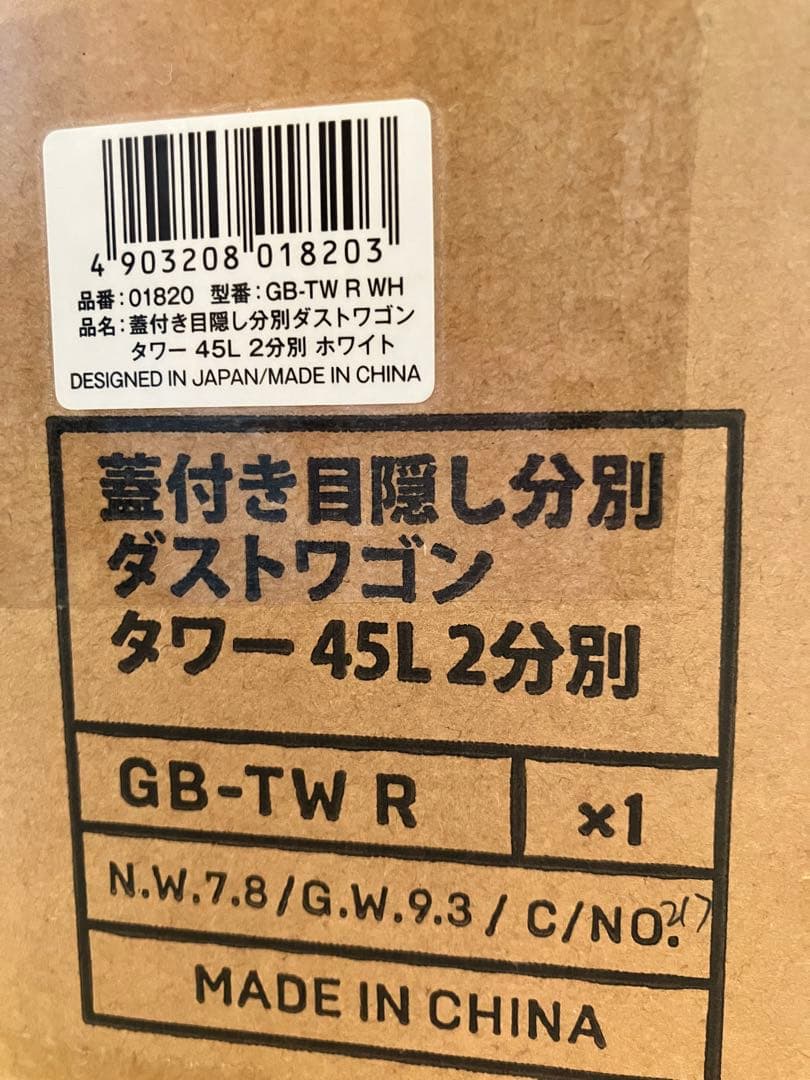 4 903208 018203
品番:01820 型番:GB-TW R WH
品名:蓋付き目隠し分別ダストワゴン
タワー 45L 2分別 ホワイト
DESIGNED IN JAPAN/MADE IN CHINA
蓋付き目隠し分別
ダストワゴン
タワー 45L 2分別
GB-TW R
×1
N.W.7.8/G.W.9.3/ C/NO.
MADE IN CHINA